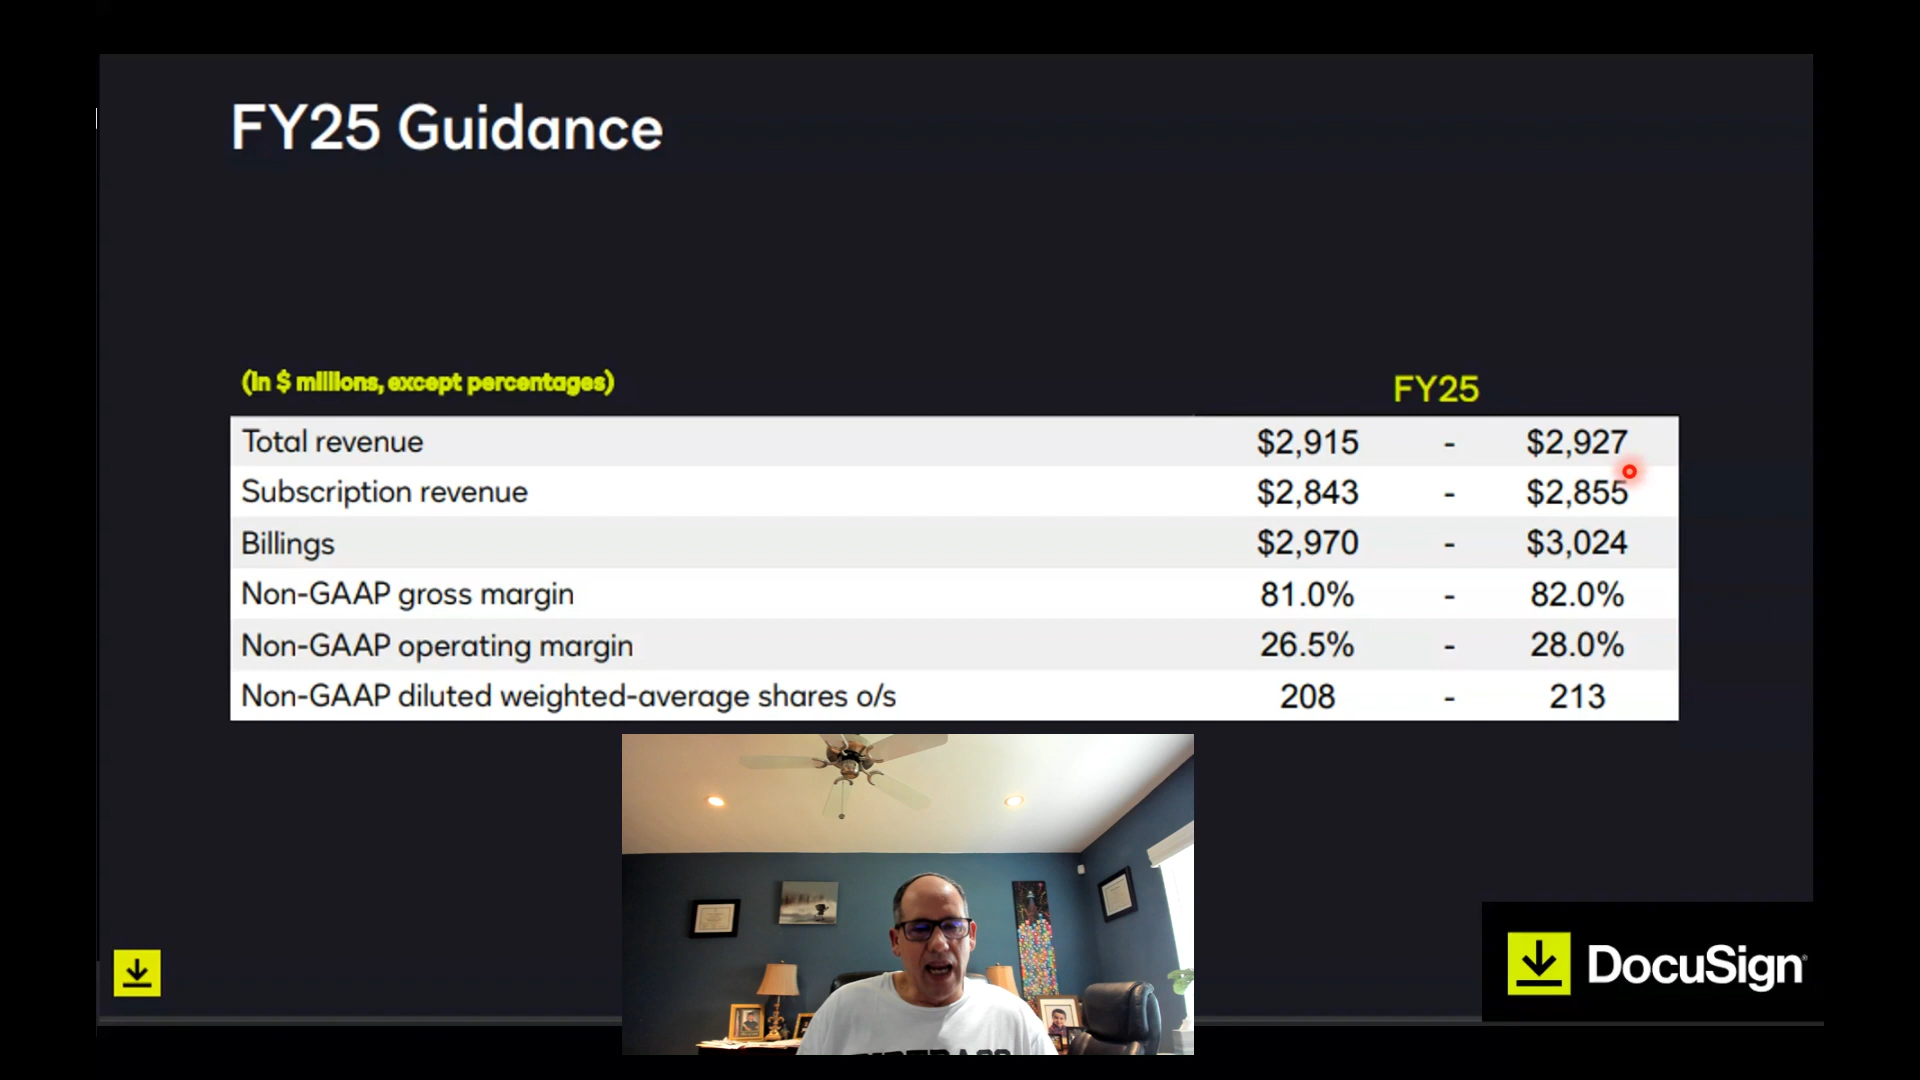 FY25 Guidance
(in $ millions, except percentages) FY25
Total revenue $2,915 - $2,927
Subscription revenue $2,843 - $2,855
Billings $2,970 - $3,024
Non-GAAP gross margin 81.0% - 82.0%
Non-GAAP operating margin 26.5% - 28.0%
Non-GAAP diluted weighted-average shares o/s 208 - 213
DocuSign